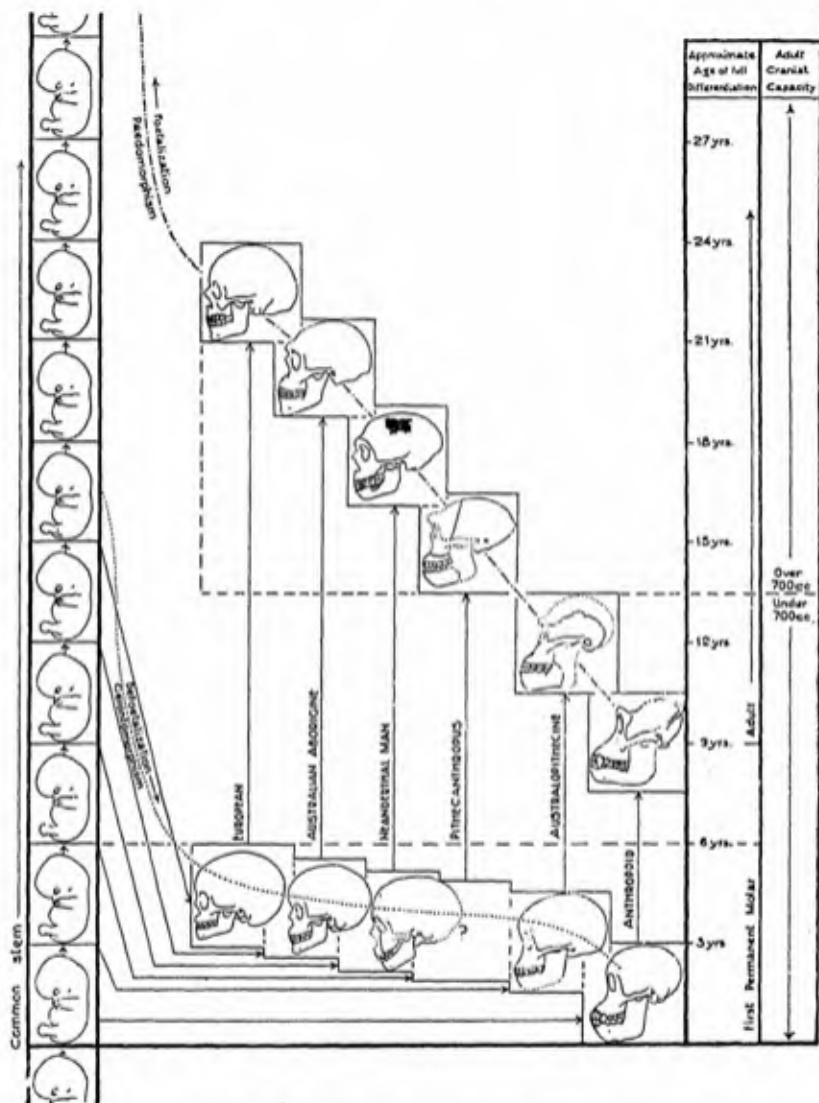 Approximate
Age of full
Differentiation
Adult
Cranial
Capacity
27 yrs.
24 yrs.
21 yrs.
18 yrs.
15 yrs.
12 yrs.
9 yrs.
6 yrs.
3 yrs
Over
700cc.
Under
700cc.
Adult
First Permanent Molar
Foetalization
Paedomorphism
EUROPEAN
AUSTRALIAN ABORIGINE
NEANDERTHAL MAN
PITHECANTHROPUS
AUSTRALOPITHECINE
ANTHROPOID
?
Common stem